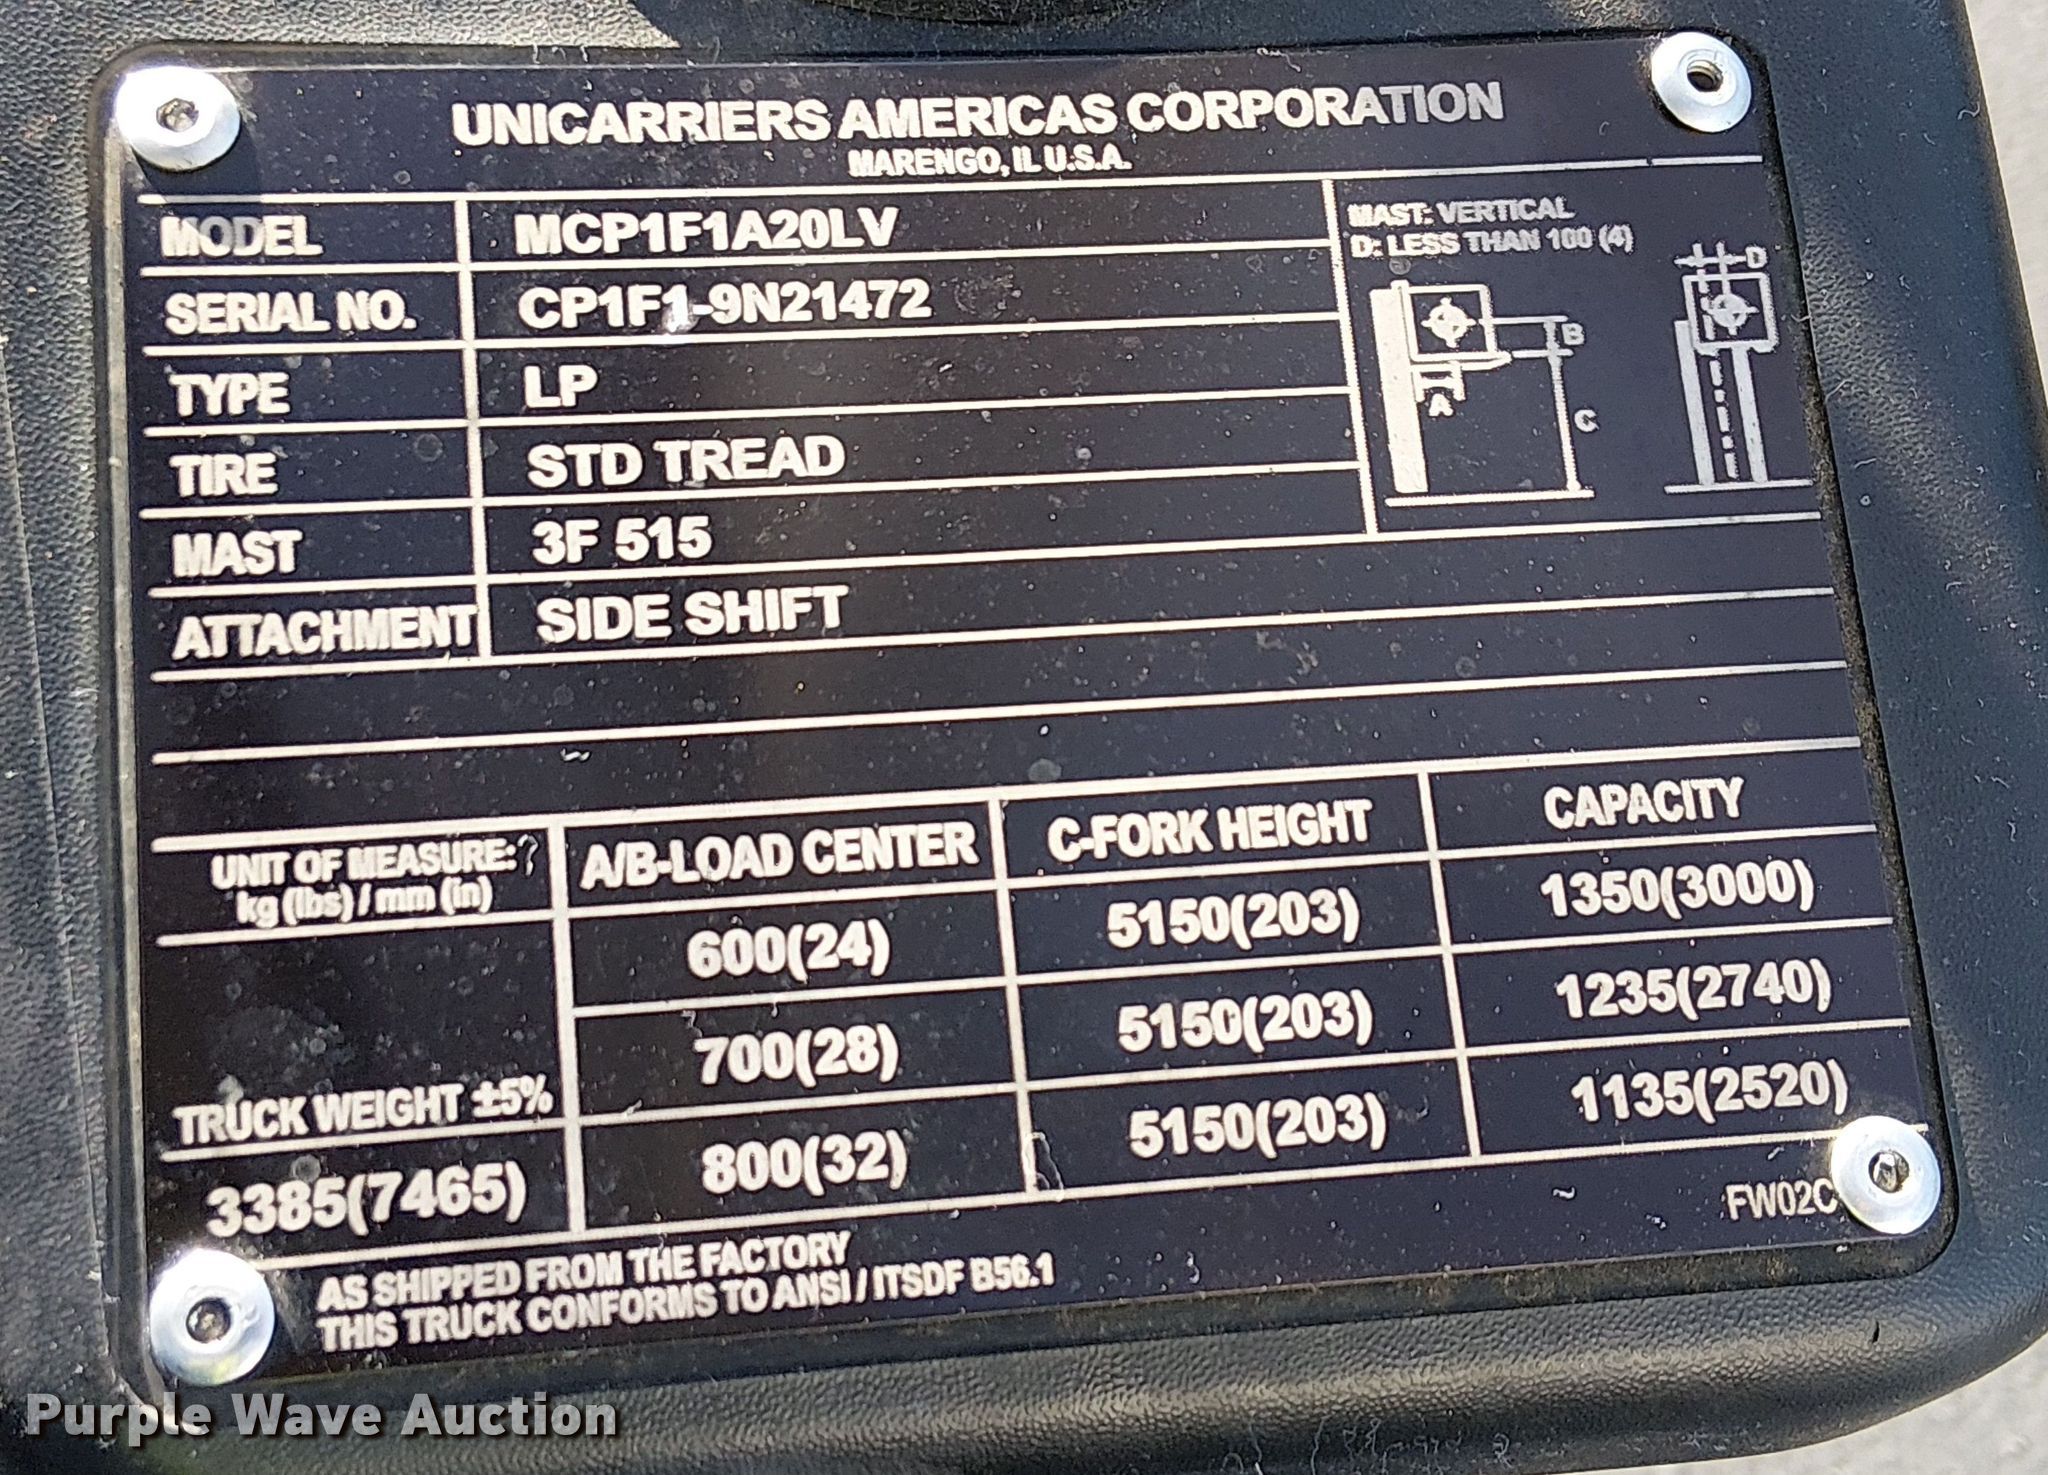 UNICARRIERS AMERICAS CORPORATION
MARENGO, IL U.S.A.
MODEL MCP1F1A20LV
SERIAL NO. CP1F1-9N21472
TYPE LP
TIRE STD TREAD
MAST 3F 515
ATTACHMENT SIDE SHIFT
MAST: VERTICAL
D: LESS THAN 100 (4)
D
B
A
C
UNIT OF MEASURE: A/B-LOAD CENTER C-FORK HEIGHT CAPACITY
kg (lbs) / mm (in)
600(24) 5150(203) 1350(3000)
700(28) 5150(203) 1235(2740)
TRUCK WEIGHT ±5%
3385(7465) 800(32) 5150(203) 1135(2520)
FW02C
AS SHIPPED FROM THE FACTORY
THIS TRUCK CONFORMS TO ANSI / ITSDF B56.1
Purple Wave Auction